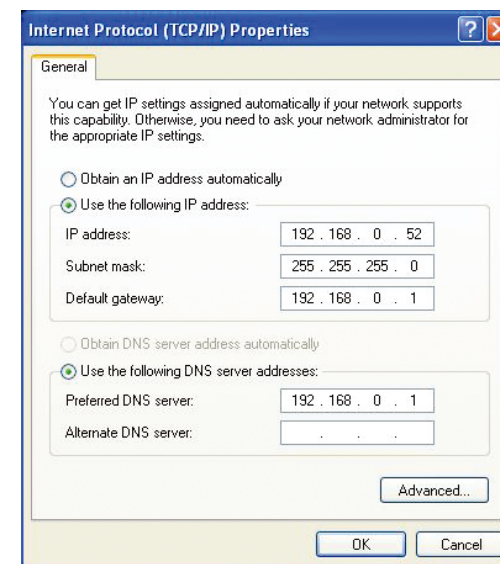 Internet Protocol (TCP/IP) Properties
General
You can get IP settings assigned automatically if your network supports
this capability. Otherwise, you need to ask your network administrator for
the appropriate IP settings.
Obtain an IP address automatically
Use the following IP address:
IP address: 192 . 168 . 0 . 52
Subnet mask: 255 . 255 . 255 . 0
Default gateway: 192 . 168 . 0 . 1
Obtain DNS server address automatically
Use the following DNS server addresses:
Preferred DNS server: 192 . 168 . 0 . 1
Alternate DNS server: . . .
Advanced...
OK Cancel